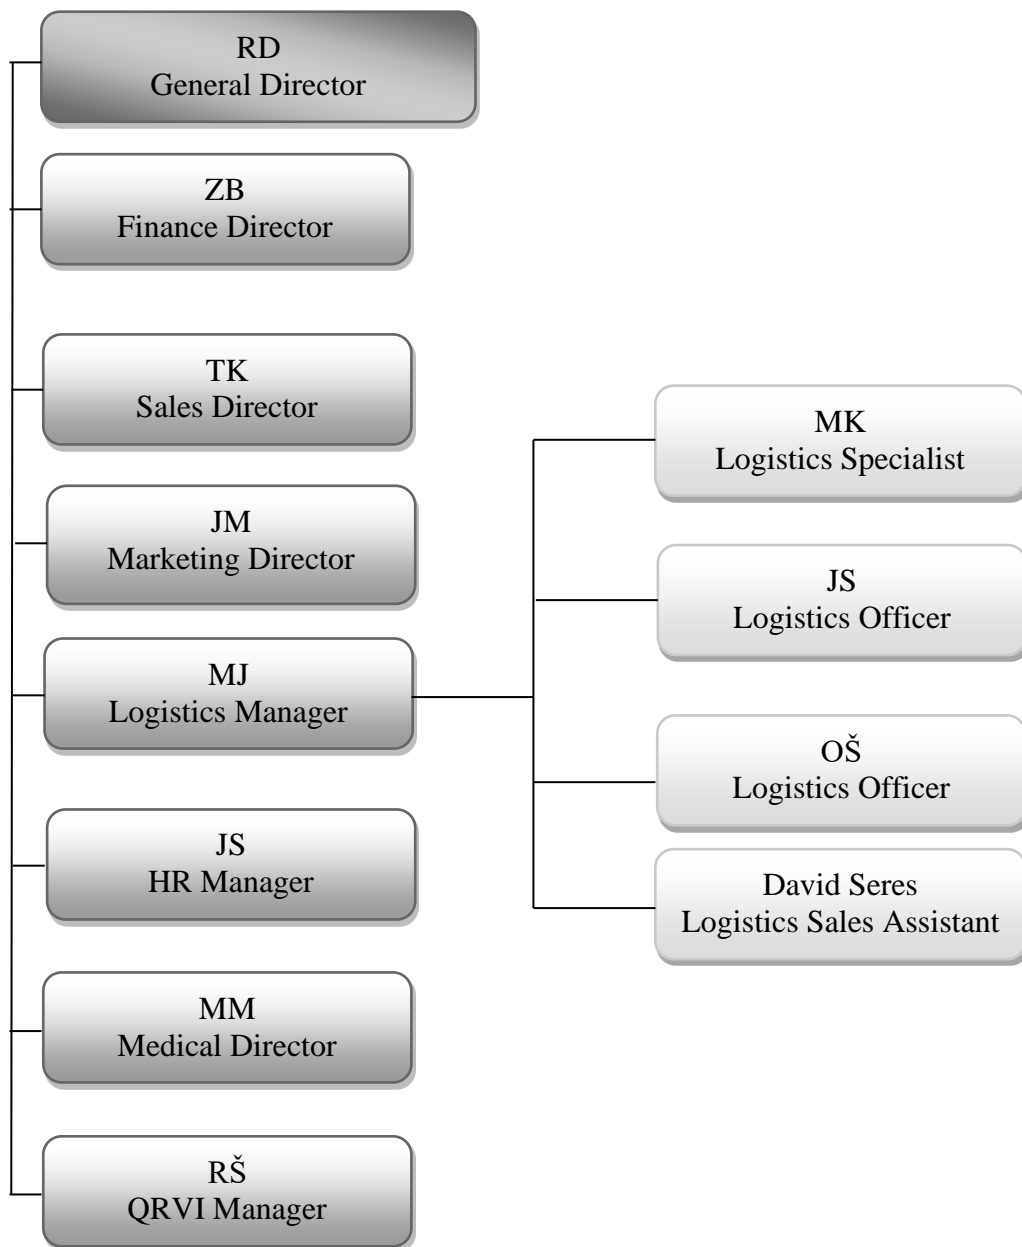 RD
General Director
ZB
Finance Director
TK
Sales Director
JM
Marketing Director
MJ
Logistics Manager
JS
HR Manager
MM
Medical Director
RŠ
QRVI Manager
MK
Logistics Specialist
JS
Logistics Officer
OŠ
Logistics Officer
David Seres
Logistics Sales Assistant